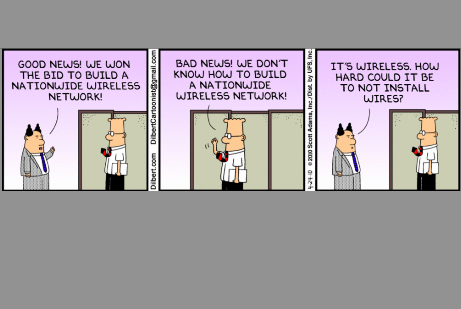 GOOD NEWS! WE WON
THE BID TO BUILD A
NATIONWIDE WIRELESS
NETWORK!
Dilbert.com DilbertCartoonist@gmail.com
BAD NEWS! WE DON'T
KNOW HOW TO BUILD
A NATIONWIDE
WIRELESS NETWORK!
4-29-10 ©2010 Scott Adams, Inc./Dist. by UFS, Inc.
IT'S WIRELESS. HOW
HARD COULD IT BE
TO NOT INSTALL
WIRES?